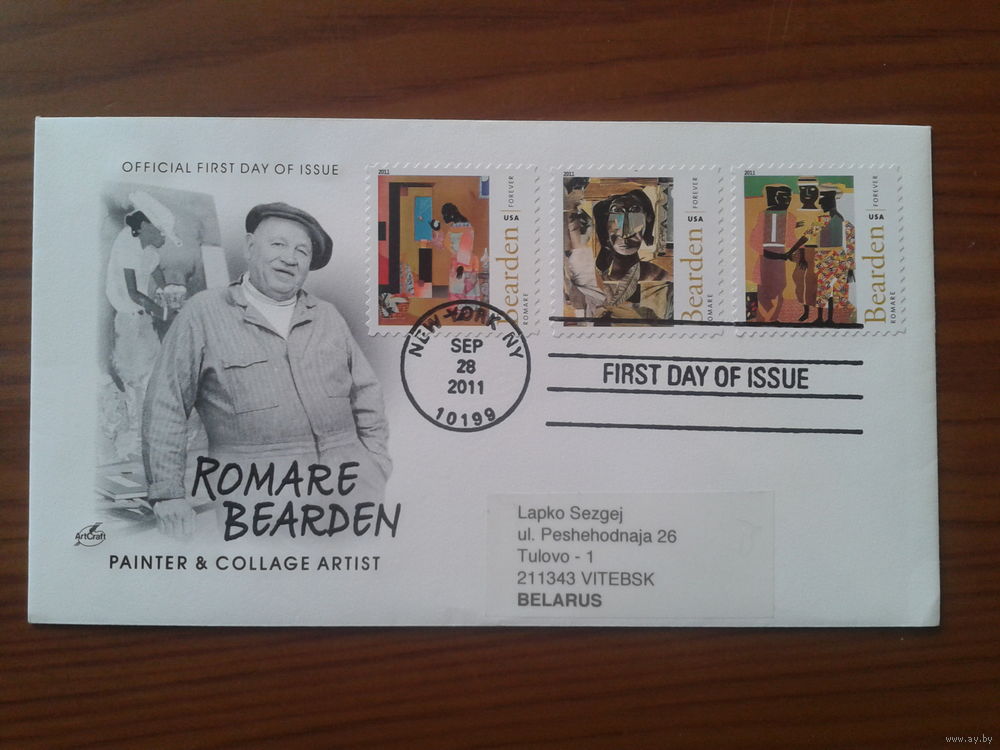 OFFICIAL FIRST DAY OF ISSUE
2011
FOREVER
USA
Bearden
ROMARE
2011
FOREVER
USA
Bearden
ROMARE
2011
FOREVER
USA
Bearden
ROMARE
NEW YORK NY
SEP
28
2011
10199
FIRST DAY OF ISSUE
ROMARE
BEARDEN
ArtCraft
PAINTER & COLLAGE ARTIST
Lapko Sezgej
ul. Peshehodnaja 26
Tulovo - 1
211343 VITEBSK
BELARUS
www.ay.by